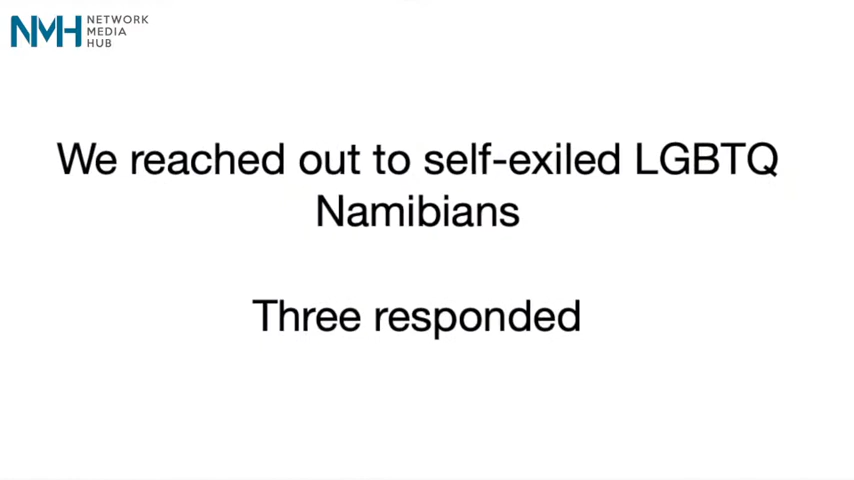 NMH NETWORK
MEDIA
HUB
We reached out to self-exiled LGBTQ
Namibians
Three responded